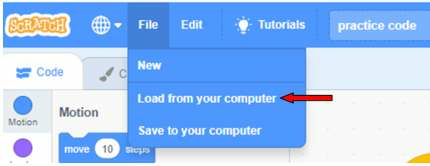 SCRATCH File Edit Tutorials practice code
Code
New
Load from your computer
Save to your computer
Motion
Motion
move 10 steps